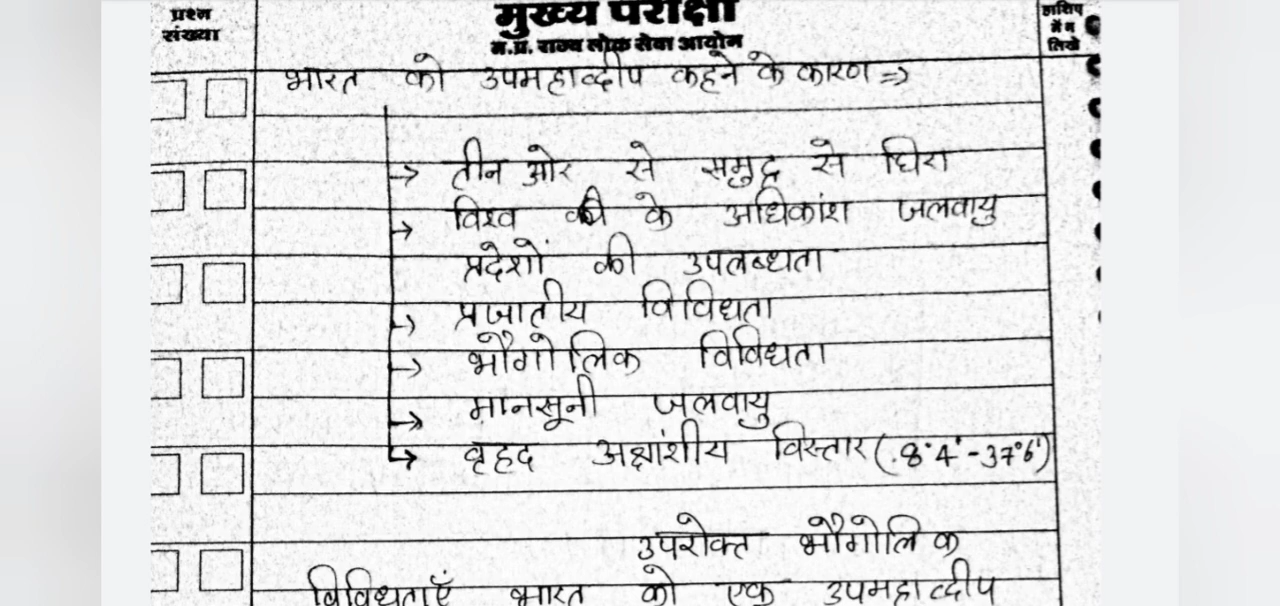 प्रश्न
संख्या
मुख्य परीक्षा
म.प्र. राज्य लोक सेवा आयोग
हाशिए
में न
लिखें
भारत को उपमहाव्दीप कहने के कारण ⇒
→ तीन ओर से समुद्र से घिरा
→ विश्व के अधिकांश जलवायु
प्रदेशों की उपलब्धता
→ प्रजातीय विविधता
→ भौगोलिक विविधता
→ मानसूनी जलवायु
→ वृहद अक्षांशीय विस्तार (8°4' - 37°6')
उपरोक्त भौगोलिक
विविधताएँ भारत को एक उपमहाव्दीप